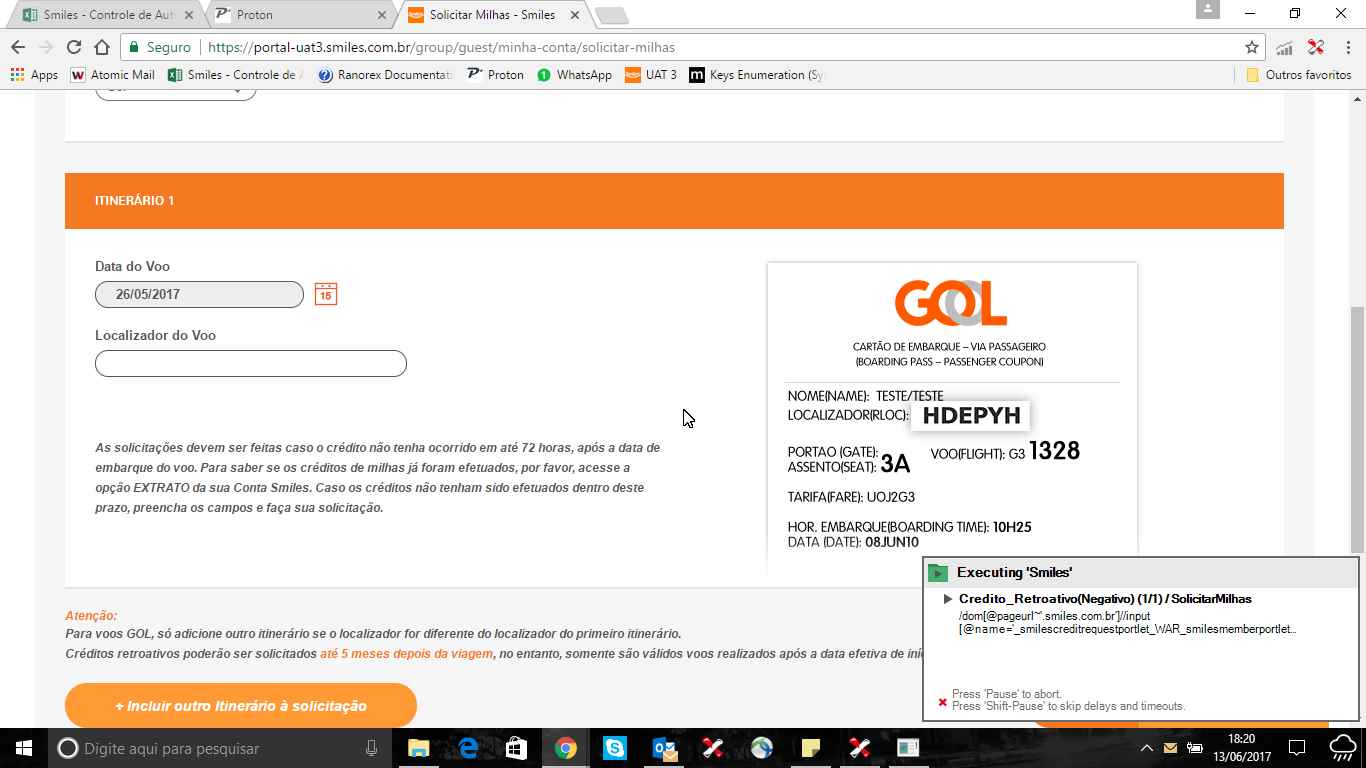 Smiles - Controle de Aut
Proton
Solicitar Milhas - Smiles
Seguro
https://portal-uat3.smiles.com.br/group/guest/minha-conta/solicitar-milhas
Apps
Atomic Mail
Smiles - Controle de A
Ranorex Documentati
Proton
WhatsApp
UAT 3
Keys Enumeration (Sy
Outros favoritos
ITINERÁRIO 1
Data do Voo
26/05/2017
15
Localizador do Voo
As solicitações devem ser feitas caso o crédito não tenha ocorrido em até 72 horas, após a data de
embarque do voo. Para saber se os créditos de milhas já foram efetuados, por favor, acesse a
opção EXTRATO da sua Conta Smiles. Caso os créditos não tenham sido efetuados dentro deste
prazo, preencha os campos e faça sua solicitação.
GOL
CARTÃO DE EMBARQUE – VIA PASSAGEIRO
(BOARDING PASS – PASSENGER COUPON)
NOME(NAME): TESTE/TESTE
LOCALIZADOR(RLOC): HDEPYH
PORTAO (GATE):
ASSENTO(SEAT): 3A
VOO(FLIGHT): G3 1328
TARIFA(FARE): UOJ2G3
HOR. EMBARQUE(BOARDING TIME): 10H25
DATA (DATE): 08JUN10
Atenção:
Para voos GOL, só adicione outro itinerário se o localizador for diferente do localizador do primeiro itinerário.
Créditos retroativos poderão ser solicitados até 5 meses depois da viagem, no entanto, somente são válidos voos realizados após a data efetiva de
+ Incluir outro Itinerário à solicitação
Executing 'Smiles'
Credito_Retroativo(Negativo) (1/1) / SolicitarMilhas
/dom[@pageurl~'.smiles.com.br']//input
[@name='_smilescreditrequestportlet_WAR_smilesmemberportlet...
Press 'Pause' to abort.
Press 'Shift-Pause' to skip delays and timeouts.
Digite aqui para pesquisar
18:20
13/06/2017